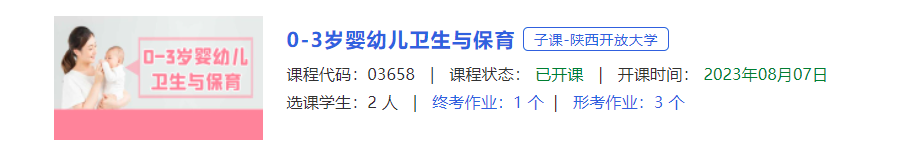 0-3岁婴幼儿
卫生与保育
0-3岁婴幼儿卫生与保育 子课-陕西开放大学
课程代码：03658 | 课程状态： 已开课 | 开课时间： 2023年08月07日
选课学生：2 人 | 终考作业：1 个 | 形考作业：3 个